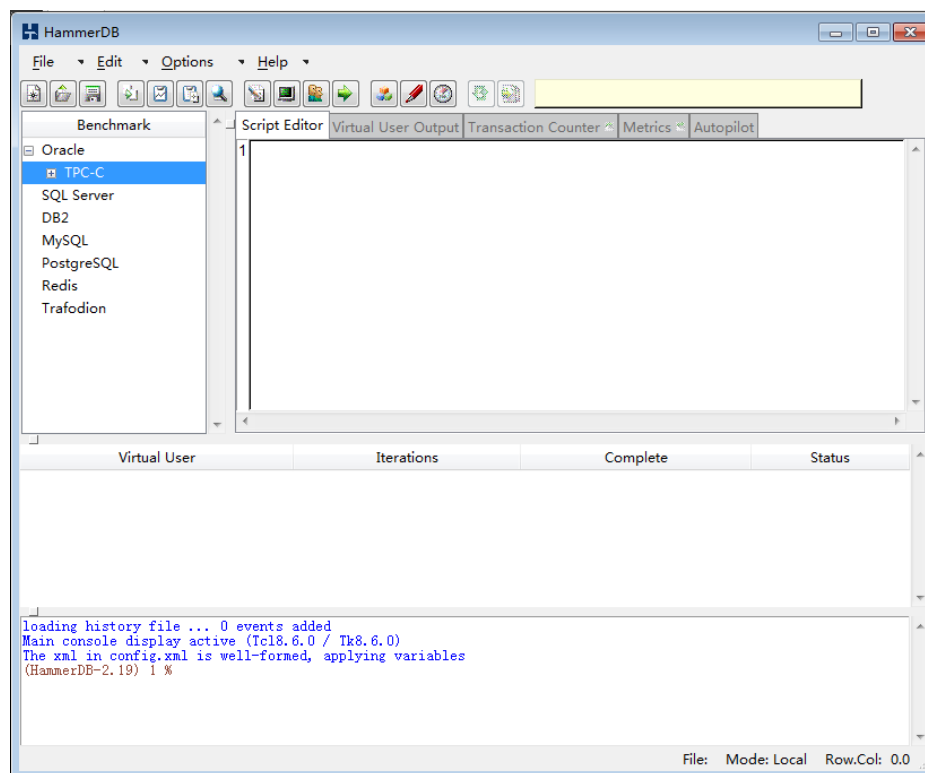 HammerDB
File Edit Options Help
Benchmark
Oracle
TPC-C
SQL Server
DB2
MySQL
PostgreSQL
Redis
Trafodion
Script Editor Virtual User Output Transaction Counter Metrics Autopilot
1
Virtual User Iterations Complete Status
loading history file ... 0 events added
Main console display active (Tcl8.6.0 / Tk8.6.0)
The xml in config.xml is well-formed, applying variables
(HammerDB-2.19) 1 %
File: Mode: Local Row.Col: 0.0